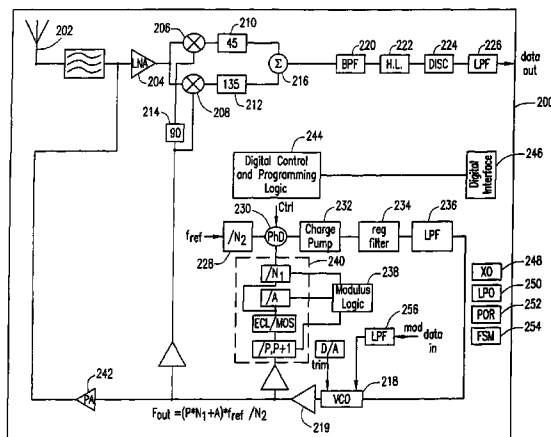 202
206
210
45
LNA
204
208
135
212
214
90
Σ
216
220
222
224
226
BPF
H.L.
DISC
LPF
data
out
200
244
Digital Control
and Programming
Logic
246
Digital
Interface
Ctrl
230
232
234
236
fref
/N2
228
PhD
Charge
Pump
reg
filter
LPF
240
/N1
238
/A
Modulus
Logic
ECL/MOS
/P,P+1
256
LPF
mod data
in
D/A
trim
VCO
218
219
242
PA
Fout =(P*N1+A)*fref /N2
XO
248
LPO
250
POR
252
FSM
254